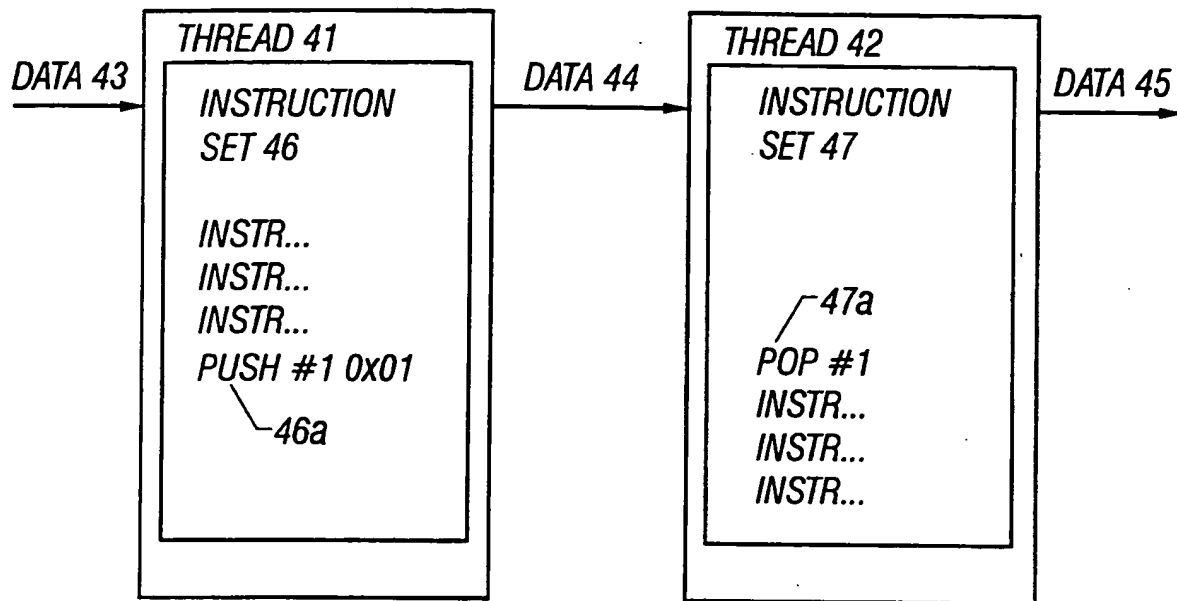 DATA 43
THREAD 41
INSTRUCTION
SET 46
INSTR...
INSTR...
INSTR...
PUSH #1 0x01
46a
DATA 44
THREAD 42
INSTRUCTION
SET 47
47a
POP #1
INSTR...
INSTR...
INSTR...
DATA 45